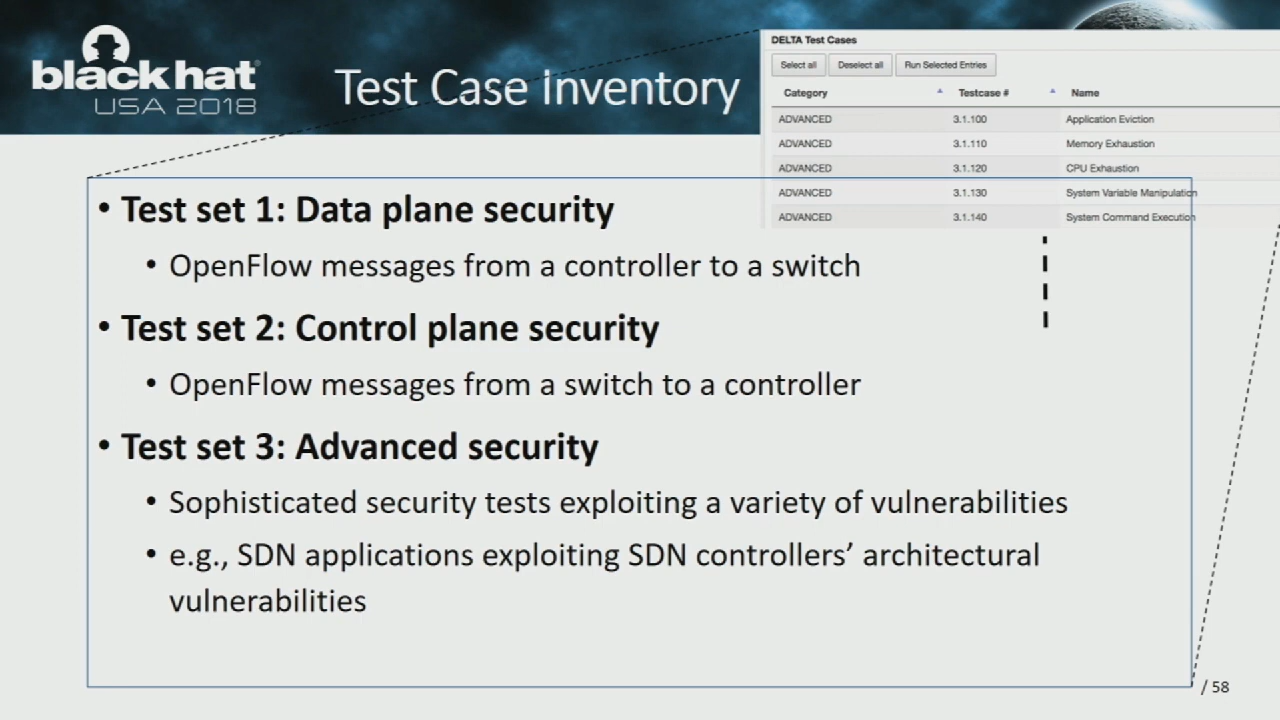 black hat
USA 2018
Test Case Inventory
DELTA Test Cases
Select all Deselect all Run Selected Entries
Category Testcase # Name
ADVANCED 3.1.100 Application Eviction
ADVANCED 3.1.110 Memory Exhaustion
ADVANCED 3.1.120 CPU Exhaustion
ADVANCED 3.1.130 System Variable Manipulation
ADVANCED 3.1.140 System Command Execution
• Test set 1: Data plane security
• OpenFlow messages from a controller to a switch
• Test set 2: Control plane security
• OpenFlow messages from a switch to a controller
• Test set 3: Advanced security
• Sophisticated security tests exploiting a variety of vulnerabilities
• e.g., SDN applications exploiting SDN controllers’ architectural
vulnerabilities
/ 58